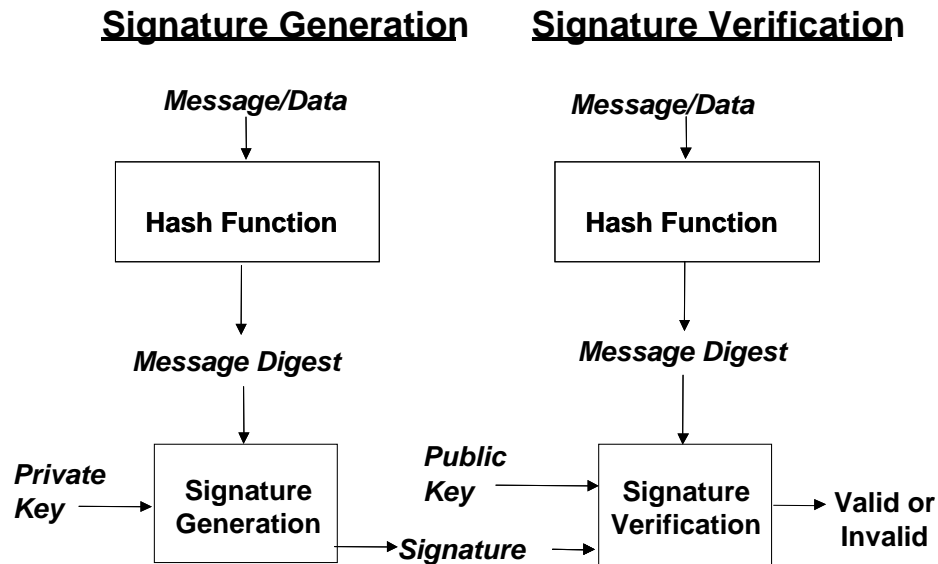 Signature Generation
Signature Verification
Message/Data
Message/Data
Hash Function
Hash Function
Message Digest
Message Digest
Private
Key
Signature
Generation
Public
Key
Signature
Verification
Valid or
Invalid
Signature